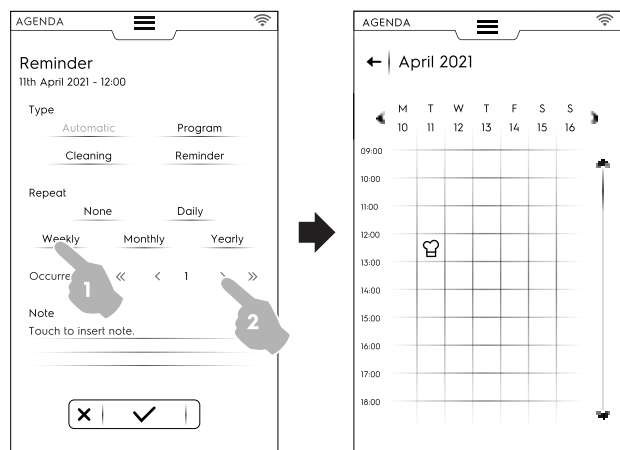 AGENDA
Reminder
11th April 2021 - 12:00
Type
Automatic Program
Cleaning Reminder
Repeat
None Daily
Weekly Monthly Yearly
Occurre « < 1 > »
1
2
Note
Touch to insert note.
AGENDA
April 2021
M T W T F S S
10 11 12 13 14 15 16
09:00
10:00
11:00
12:00
13:00
14:00
15:00
16:00
17:00
18:00